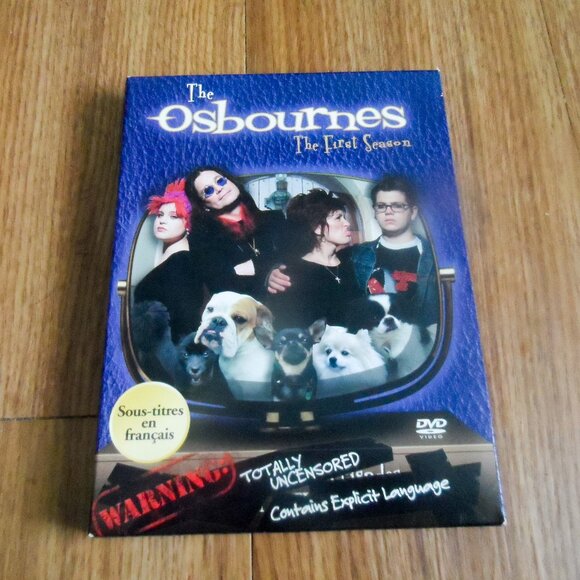 The
Osbournes
The First Season
Sous-titres
en
français
DVD
VIDEO
WARNING!
TOTALLY
UNCENSORED
Contains Explicit Language